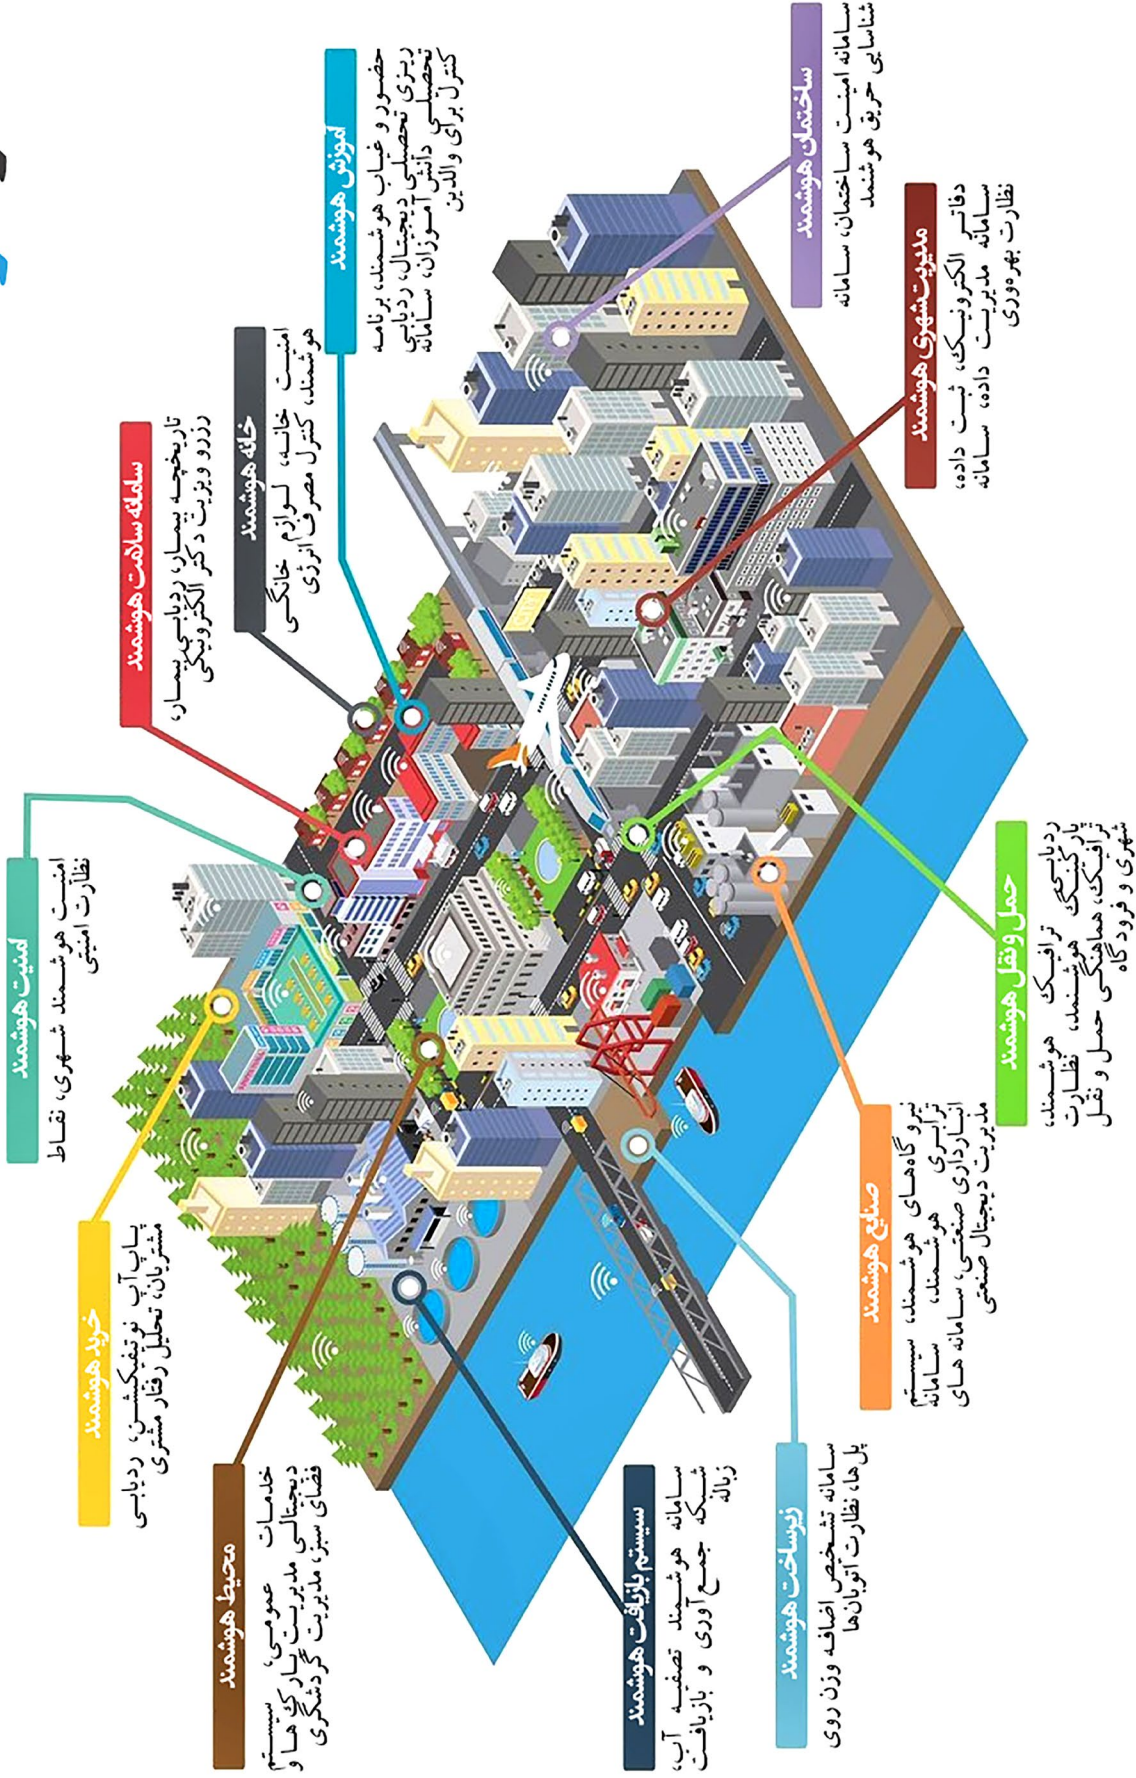 آموزش هوشمند
حضور و غیاب هوشمند، برنامه
ریزی تحصیلی دیجیتال، ردیابی
تحصیلی دانش آموزان، سامانه
کنترل برای والدین
خانه هوشمند
امنیت خانه، لوازم خانگی
هوشمند، کنترل مصرف انرژی
سامانه سلامت هوشمند
تاریخچه بیمار، ردیابی بیمار،
رزرو ویزیت دکتر الکترونیکی
امنیت هوشمند
امنیت هوشمند شهری، نقاط
نظارت امنیتی
خرید هوشمند
پاپ آپ نوتیفیکیشن، ردیابی
مشتریان، تحلیل رفتار مشتری
محیط هوشمند
خدمات عمومی، سیستم
دیجیتالی مدیریت پارک ها و
فضای سبز، مدیریت گردشگری
ساختمان هوشمند
سامانه امنیت ساختمان، سامانه
شناسایی حریق هوشمند
مدیریت‌شهری هوشمند
دفاتر الکترونیک، ثبت داده،
سامانه مدیریت داده، سامانه
نظارت بهره‌وری
حمل و نقل هوشمند
ردیابی ترافیک هوشمند،
پارکینگ هوشمند، نظارت
ترافیک، هماهنگی حمل و نقل
شهری و فرودگاه
صنایع هوشمند
نیرو گاه‌های هوشمند، سیستم
ترابری هوشمند، سامانه
انبارداری صنعتی، سامانه های
مدیریت دیجیتال صنعتی
زیرساخت هوشمند
سامانه تشخیص اضافه وزن روی
پل‌ها، نظارت اتوبان‌ها
سیستم بازیافت هوشمند
سامانه هوشمند تصفیه آب،
شبکه جمع‌آوری و بازیافت
زباله